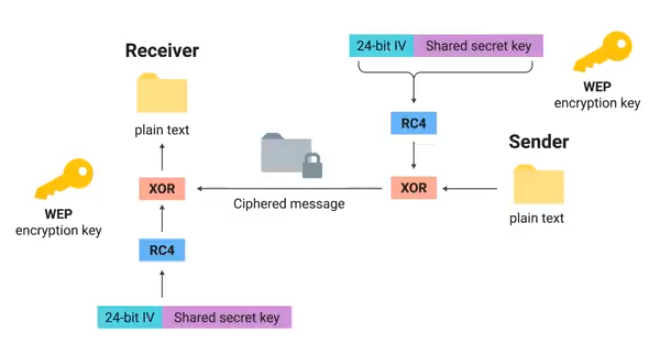 24-bit IV Shared secret key
WEP
encryption key
Receiver
plain text
RC4
Sender
XOR
plain text
Ciphered message
WEP
encryption key
XOR
RC4
24-bit IV Shared secret key